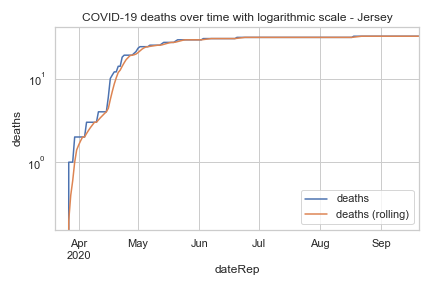 COVID-19 deaths over time with logarithmic scale - Jersey
deaths
10¹
10⁰
deaths
deaths (rolling)
Apr
2020
May
Jun
Jul
Aug
Sep
dateRep